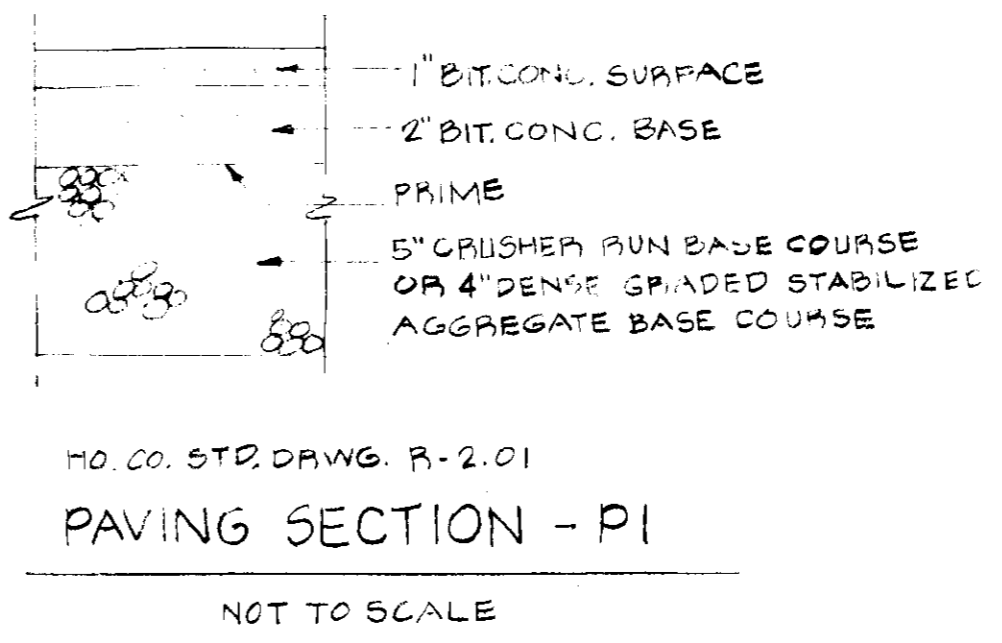 1" BIT. CONC. SURFACE
2" BIT. CONC. BASE
PRIME
5" CRUSHER RUN BASE COURSE
OR 4" DENSE GRADED STABILIZED
AGGREGATE BASE COURSE
HO. CO. STD. DRWG. R-2.01
PAVING SECTION - P1
NOT TO SCALE